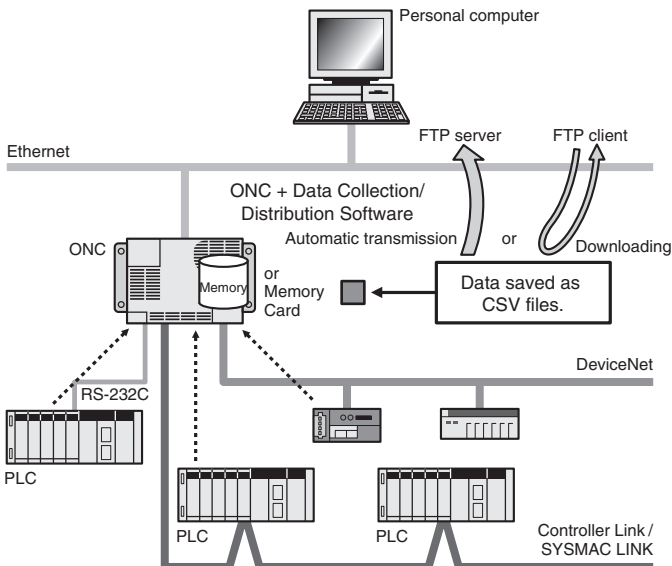 Personal computer
FTP server
FTP client
Ethernet
ONC + Data Collection/
Distribution Software
Automatic transmission
or
Downloading
ONC
Memory
or
Memory
Card
Data saved as
CSV files.
DeviceNet
RS-232C
PLC
PLC
PLC
Controller Link /
SYSMAC LINK